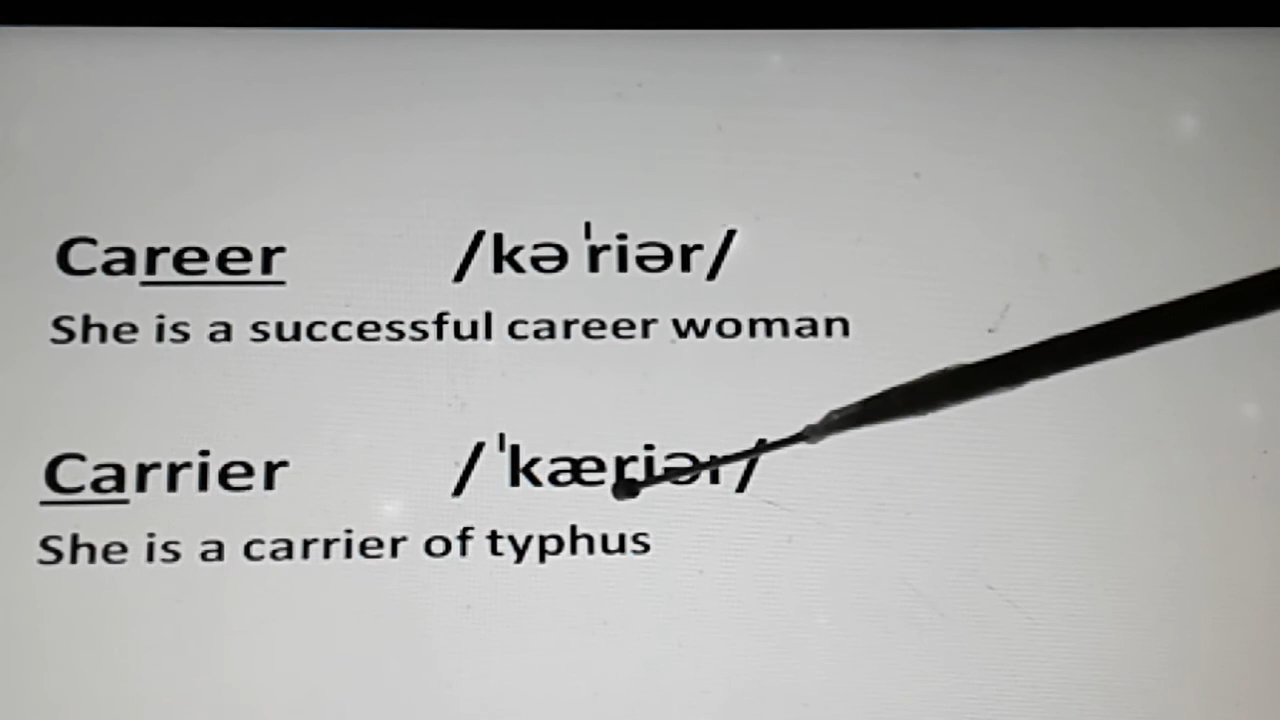 Career /kəˈriər/
She is a successful career woman
Carrier /ˈkæriər/
She is a carrier of typhus